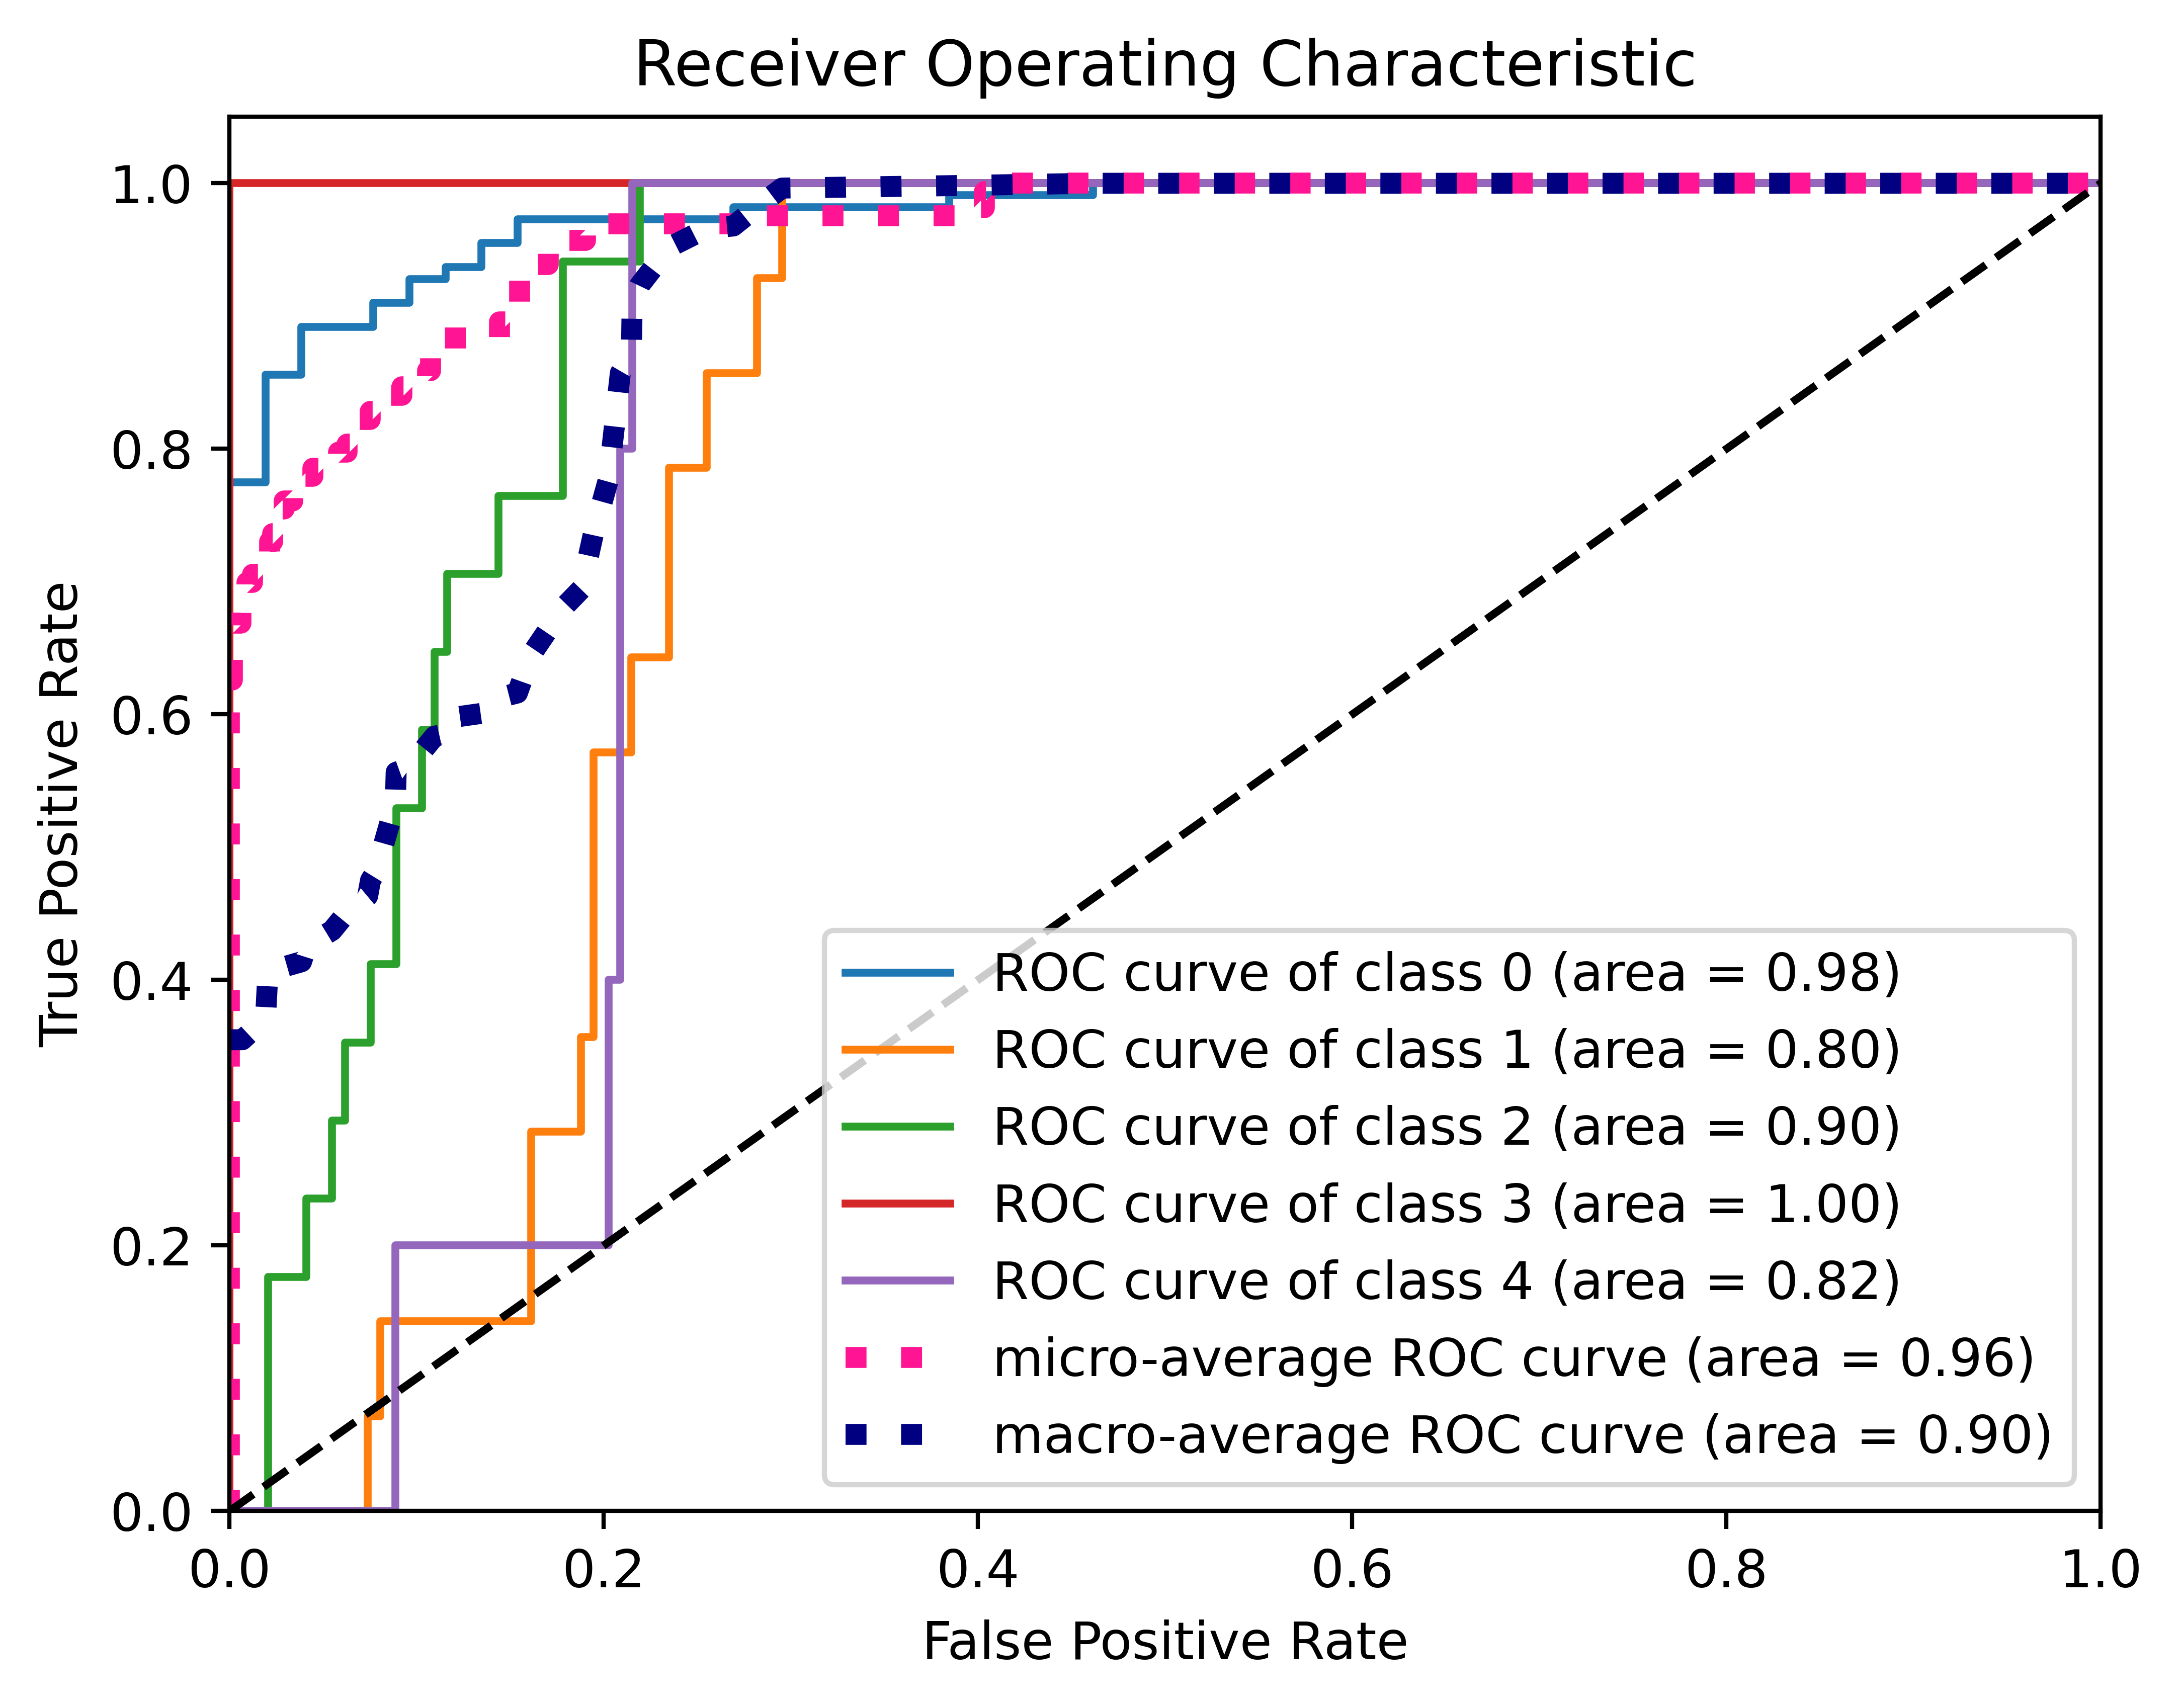 Receiver Operating Characteristic
1.0
0.8
0.6
0.4
0.2
0.0
True Positive Rate
ROC curve of class 0 (area = 0.98)
ROC curve of class 1 (area = 0.80)
ROC curve of class 2 (area = 0.90)
ROC curve of class 3 (area = 1.00)
ROC curve of class 4 (area = 0.82)
micro-average ROC curve (area = 0.96)
macro-average ROC curve (area = 0.90)
0.0 0.2 0.4 0.6 0.8 1.0
False Positive Rate